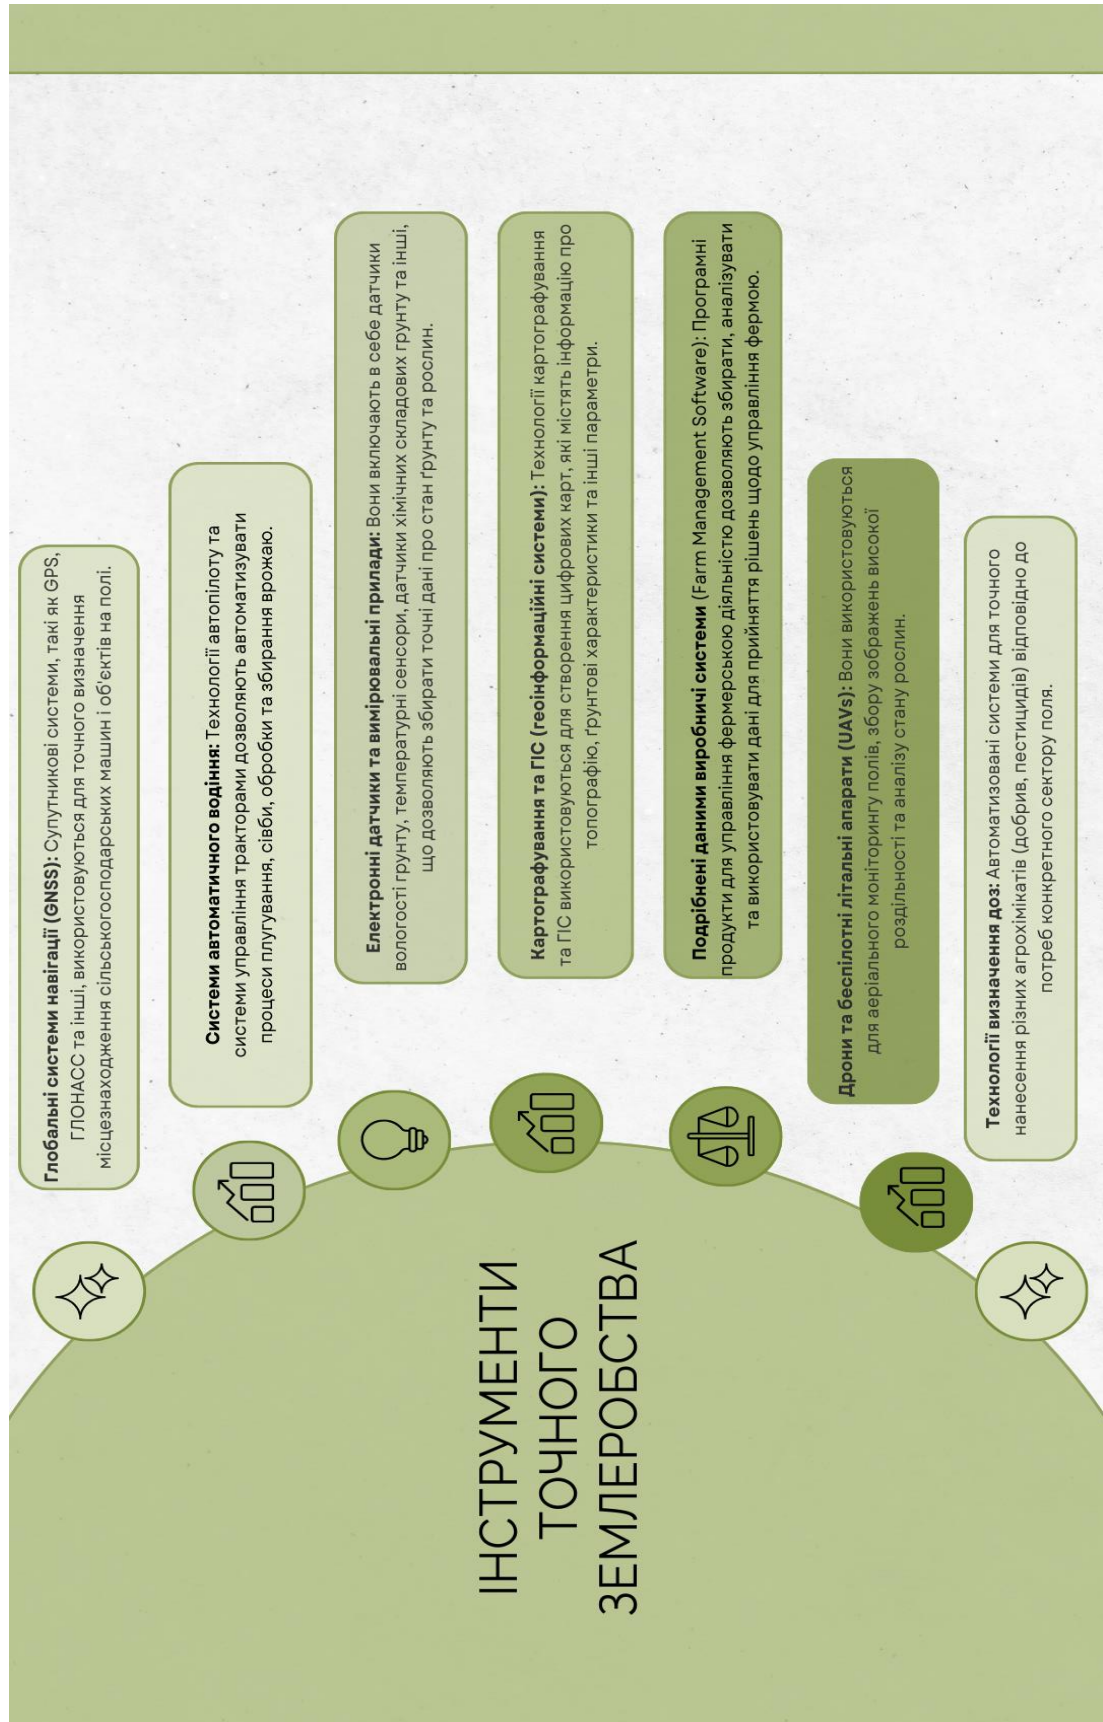 ІНСТРУМЕНТИ
ТОЧНОГО
ЗЕМЛЕРОБСТВА
Глобальні системи навігації (GNSS): Супутникові системи, такі як GPS,
ГЛОНАСС та інші, використовуються для точного визначення
місцезнаходження сільськогосподарських машин і об'єктів на полі.
Системи автоматичного водіння: Технології автопілоту та
системи управління тракторами дозволяють автоматизувати
процеси плугування, сівби, обробки та збирання врожаю.
Електронні датчики та вимірювальні прилади: Вони включають в себе датчики
вологості грунту, температурні сенсори, датчики хімічних складових грунту та інші,
що дозволяють збирати точні дані про стан ґрунту та рослин.
Картографування та ГІС (геоінформаційні системи): Технології картографування
та ГІС використовуються для створення цифрових карт, які містять інформацію про
топографію, ґрунтові характеристики та інші параметри.
Подрібнені даними виробничі системи (Farm Management Software): Програмні
продукти для управління фермерською діяльністю дозволяють збирати, аналізувати
та використовувати дані для прийняття рішень щодо управління фермою.
Дрони та беспілотні літальні апарати (UAVs): Вони використовуються
для аеріального моніторингу полів, збору зображень високої
роздільності та аналізу стану рослин.
Технології визначення доз: Автоматизовані системи для точного
нанесення різних агрохімікатів (добрив, пестицидів) відповідно до
потреб конкретного сектору поля.